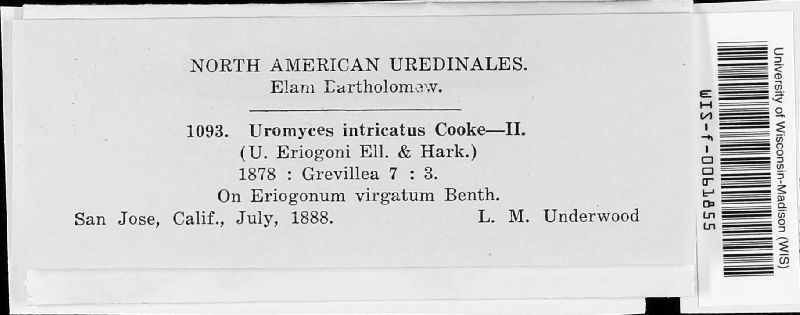 NORTH AMERICAN UREDINALES.
Elam Bartholomew.
1093. Uromyces intricatus Cooke—II.
(U. Eriogoni Ell. & Hark.)
1878 : Grevillea 7 : 3.
On Eriogonum virgatum Benth.
San Jose, Calif., July, 1888. L. M. Underwood
WIS-f-0091855
University of Wisconsin-Madison (WIS)